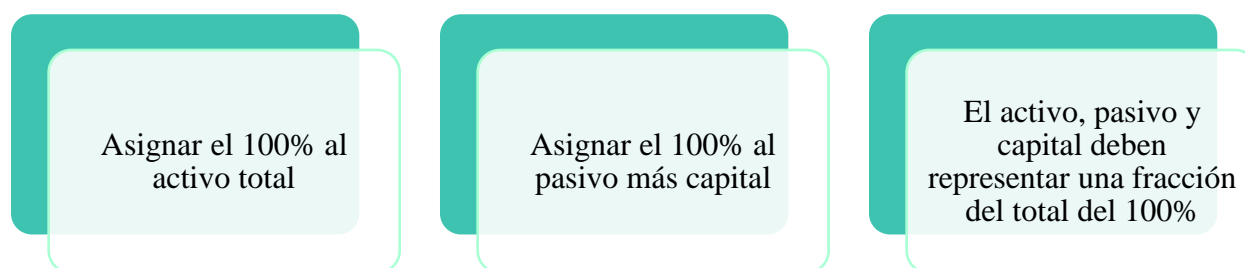 Asignar el 100% al
activo total
Asignar el 100% al
pasivo más capital
El activo, pasivo y
capital deben
representar una fracción
del total del 100%